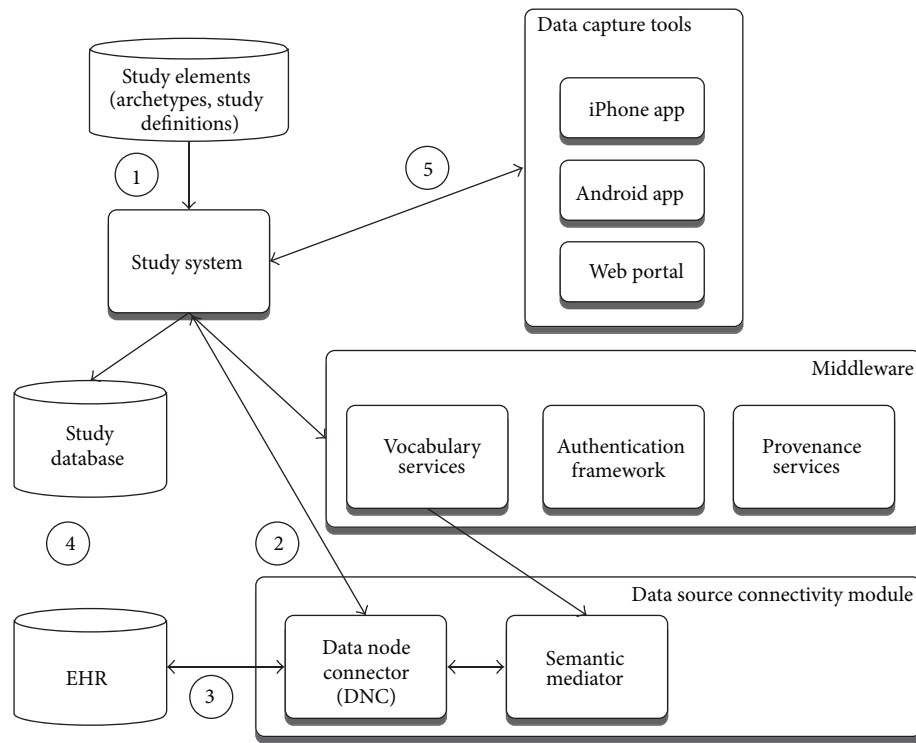 Data capture tools
Study elements
(archetypes, study
definitions)
iPhone app
1
5
Android app
Study system
Web portal
Middleware
Study
database
Vocabulary
services
Authentication
framework
Provenance
services
4
2
Data source connectivity module
EHR
3
Data node
connector
(DNC)
Semantic
mediator